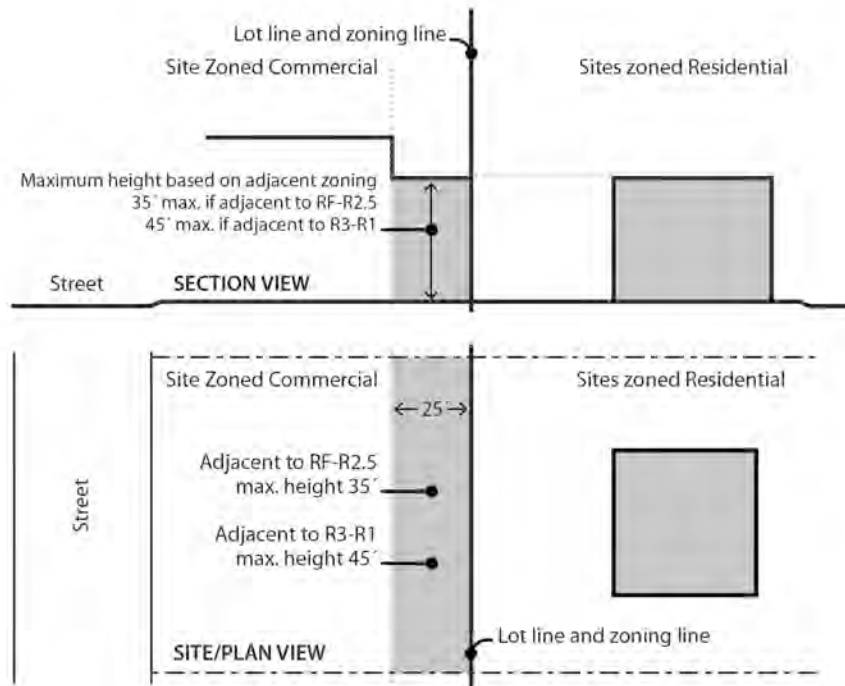 Lot line and zoning line
Site Zoned Commercial
Sites zoned Residential
Maximum height based on adjacent zoning
35´ max. if adjacent to RF-R2.5
45´ max. if adjacent to R3-R1
Street
SECTION VIEW
Site Zoned Commercial
Sites zoned Residential
25
Adjacent to RF-R2.5
max. height 35´
Street
Adjacent to R3-R1
max. height 45´
Lot line and zoning line
SITE/PLAN VIEW